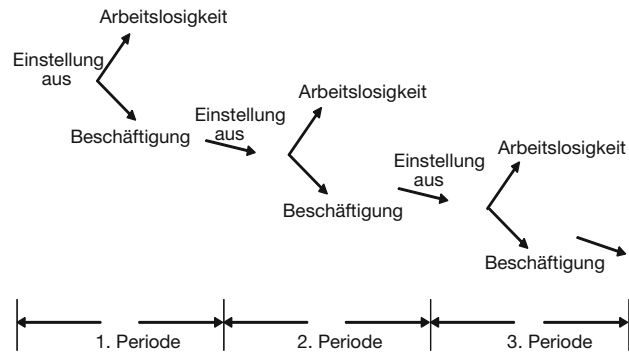 Arbeitslosigkeit
Einstellung
aus
Beschäftigung
Einstellung
aus
Arbeitslosigkeit
Beschäftigung
Einstellung
aus
Arbeitslosigkeit
Beschäftigung
1. Periode
2. Periode
3. Periode